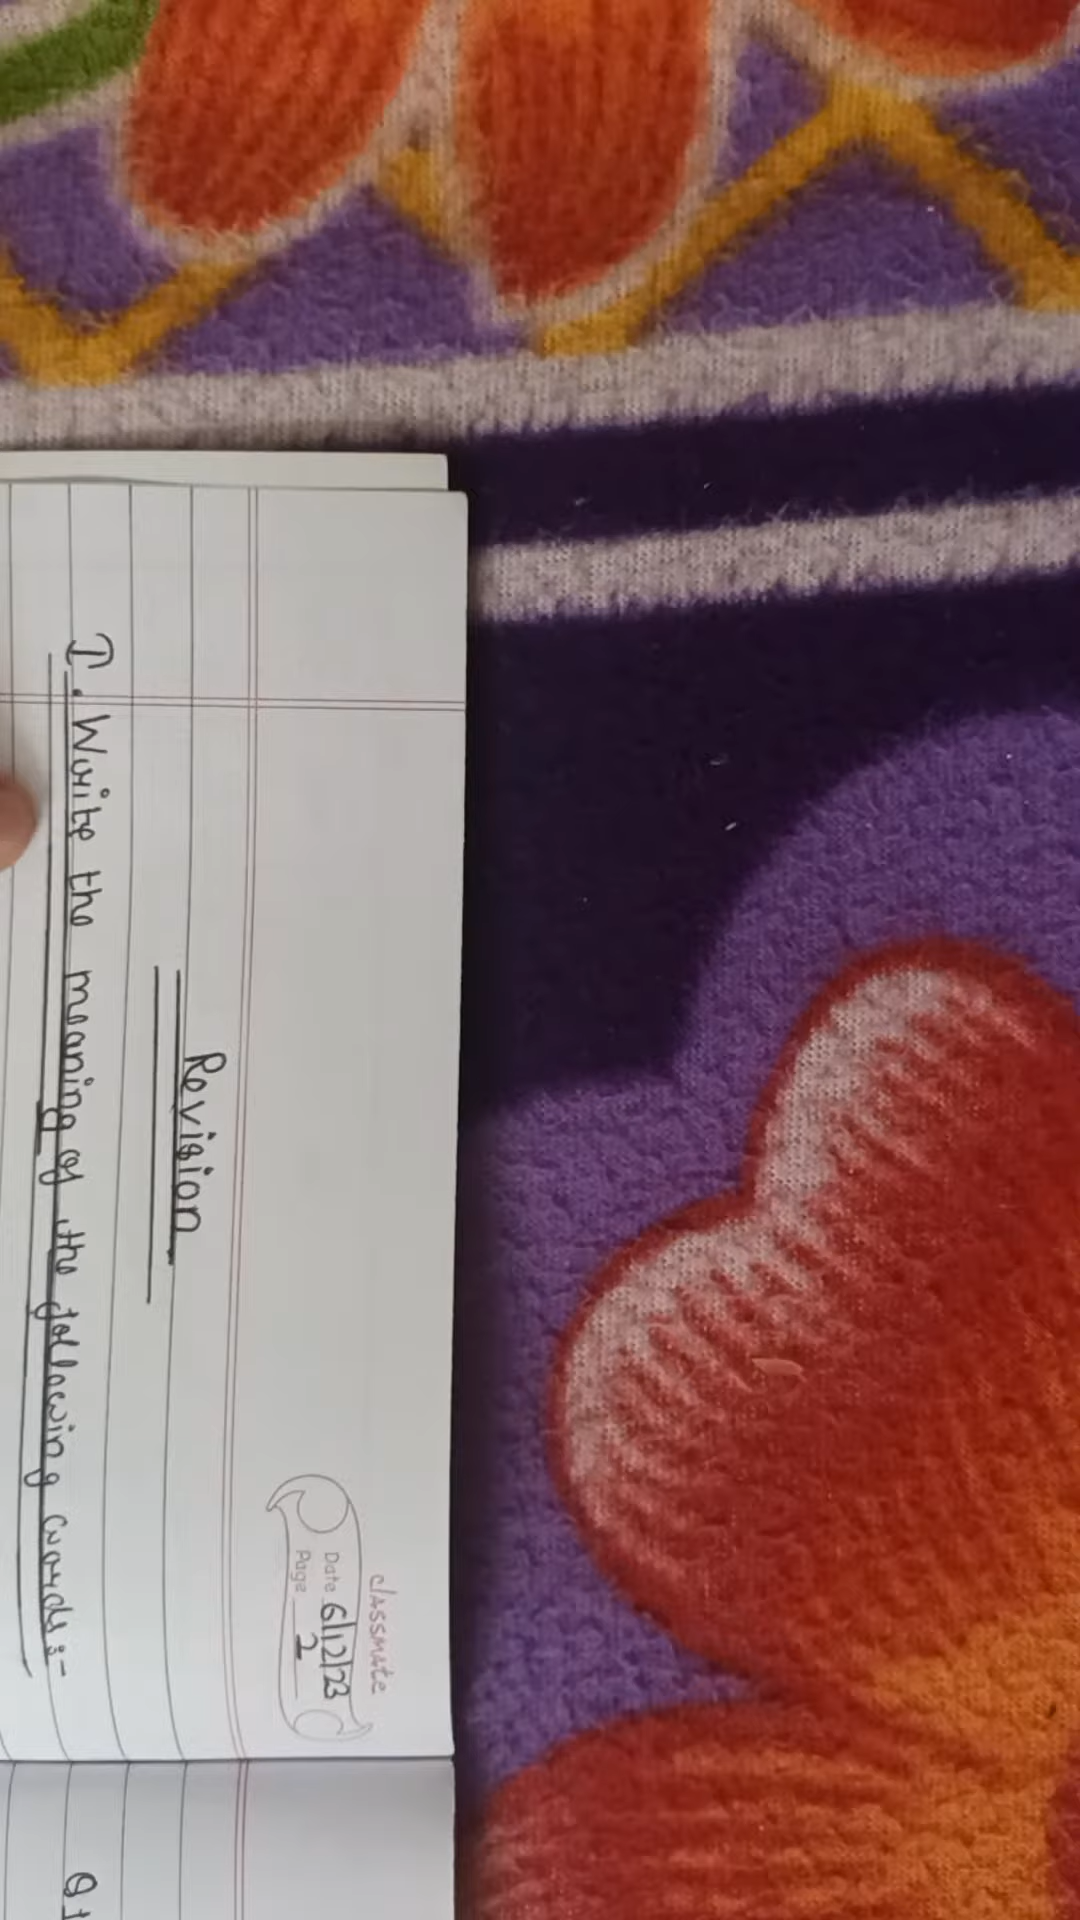 classmate
Date 6/12/23
Page 2
Revision
I. Write the meaning of the following words:-